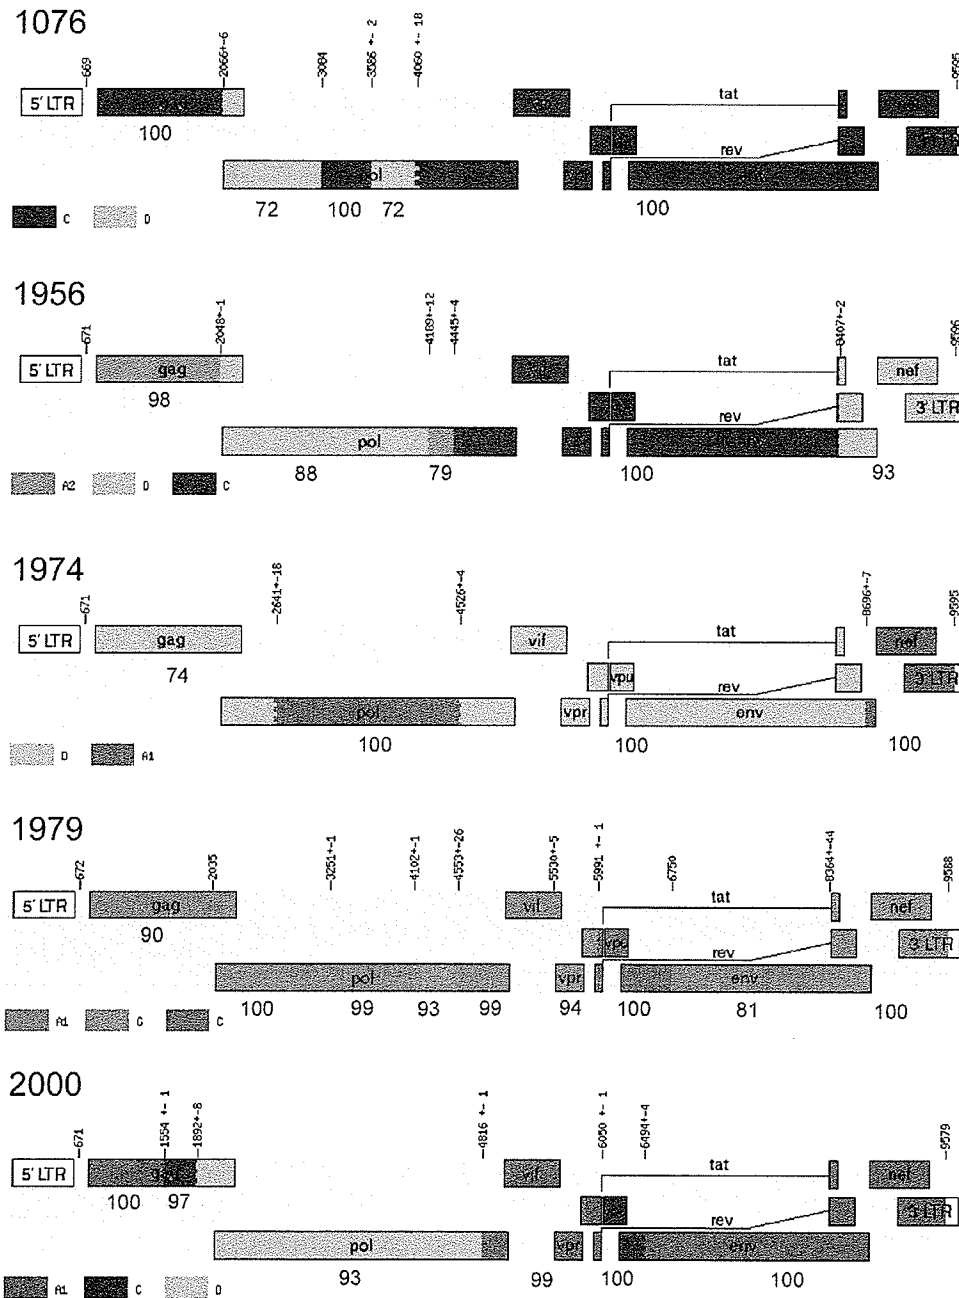 1076
669
2066+-6
3084
3586 +- 2
4060 +- 18
9595
5' LTR
tat
rev
100
72 100 72 100
C D
1956
671
2048+-1
4189+-12
4445+-4
8407+-2
9596
5' LTR gag tat nef
98
rev 3' LTR
pol
88 79 100 93
A2 D C
1974
671
2641+-18
4526+-4
8696+-7
9595
5' LTR gag vif tat nef
74
vpu rev 3' LTR
pol vpr env
100 100 100
D A1
1979
672
2035
3251+-1
4102+-1
4553+-26
5530+-5
5991 +- 1
6750
8364+-44
9588
5' LTR gag vif tat nef
90
vpu rev 3' LTR
pol vpr env
100 99 93 99 94 100 81 100
A1 G C
2000
671
1554 +- 1
1892+-8
4816 +- 1
6050 +- 1
6494+-4
9579
5' LTR gag vif tat nef
100 97
rev 3' LTR
pol vpr env
93 99 100 100
A1 C D